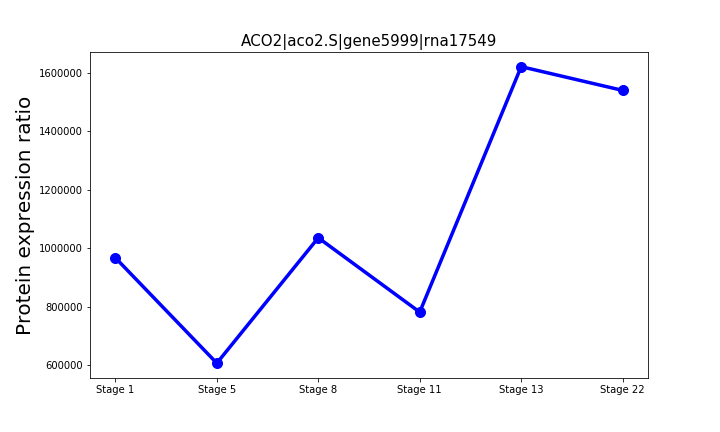 ACO2|aco2.S|gene5999|rna17549
Protein expression ratio
1600000
1400000
1200000
1000000
800000
600000
Stage 1 Stage 5 Stage 8 Stage 11 Stage 13 Stage 22